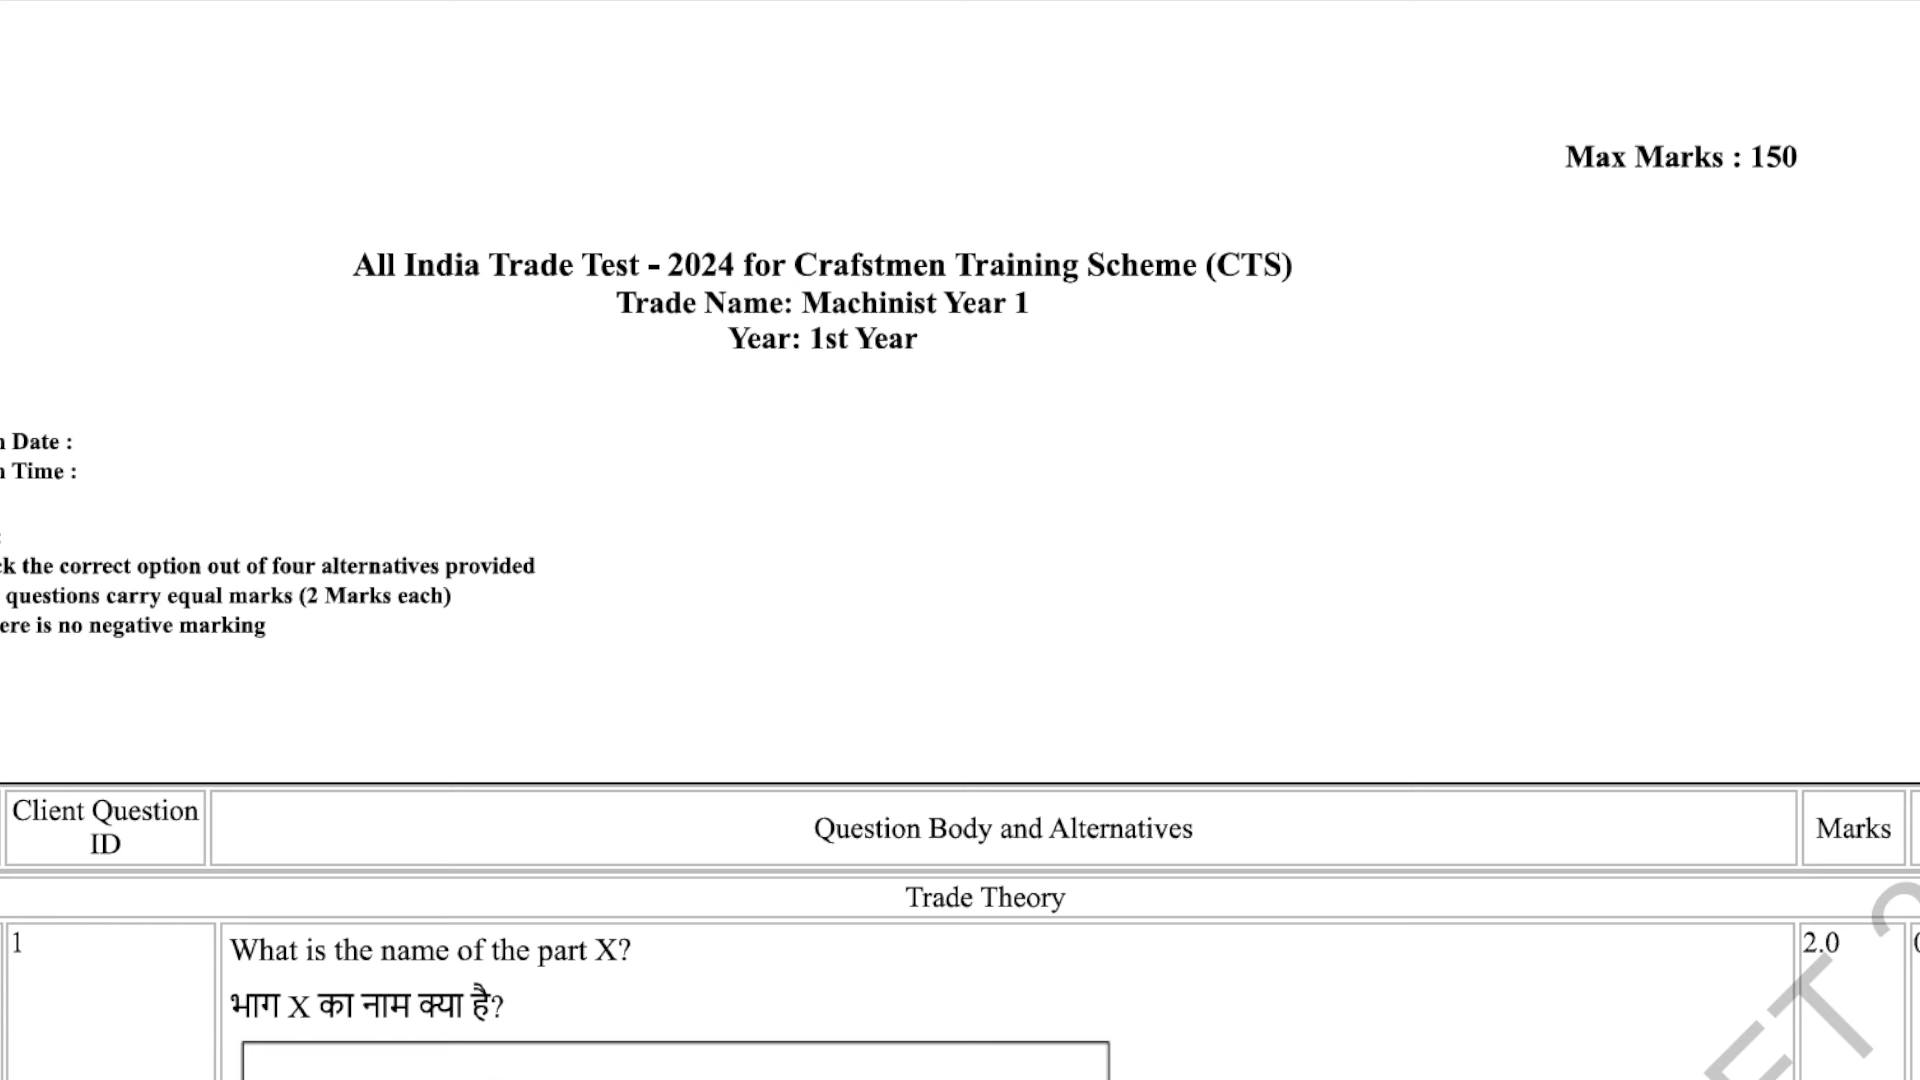 Max Marks : 150
All India Trade Test - 2024 for Crafstmen Training Scheme (CTS)
Trade Name: Machinist Year 1
Year: 1st Year
Date :
Time :
the correct option out of four alternatives provided
questions carry equal marks (2 Marks each)
is no negative marking
Client Question
ID
Question Body and Alternatives
Marks
Trade Theory
1
What is the name of the part X?
2.0
भाग X का नाम क्या है?